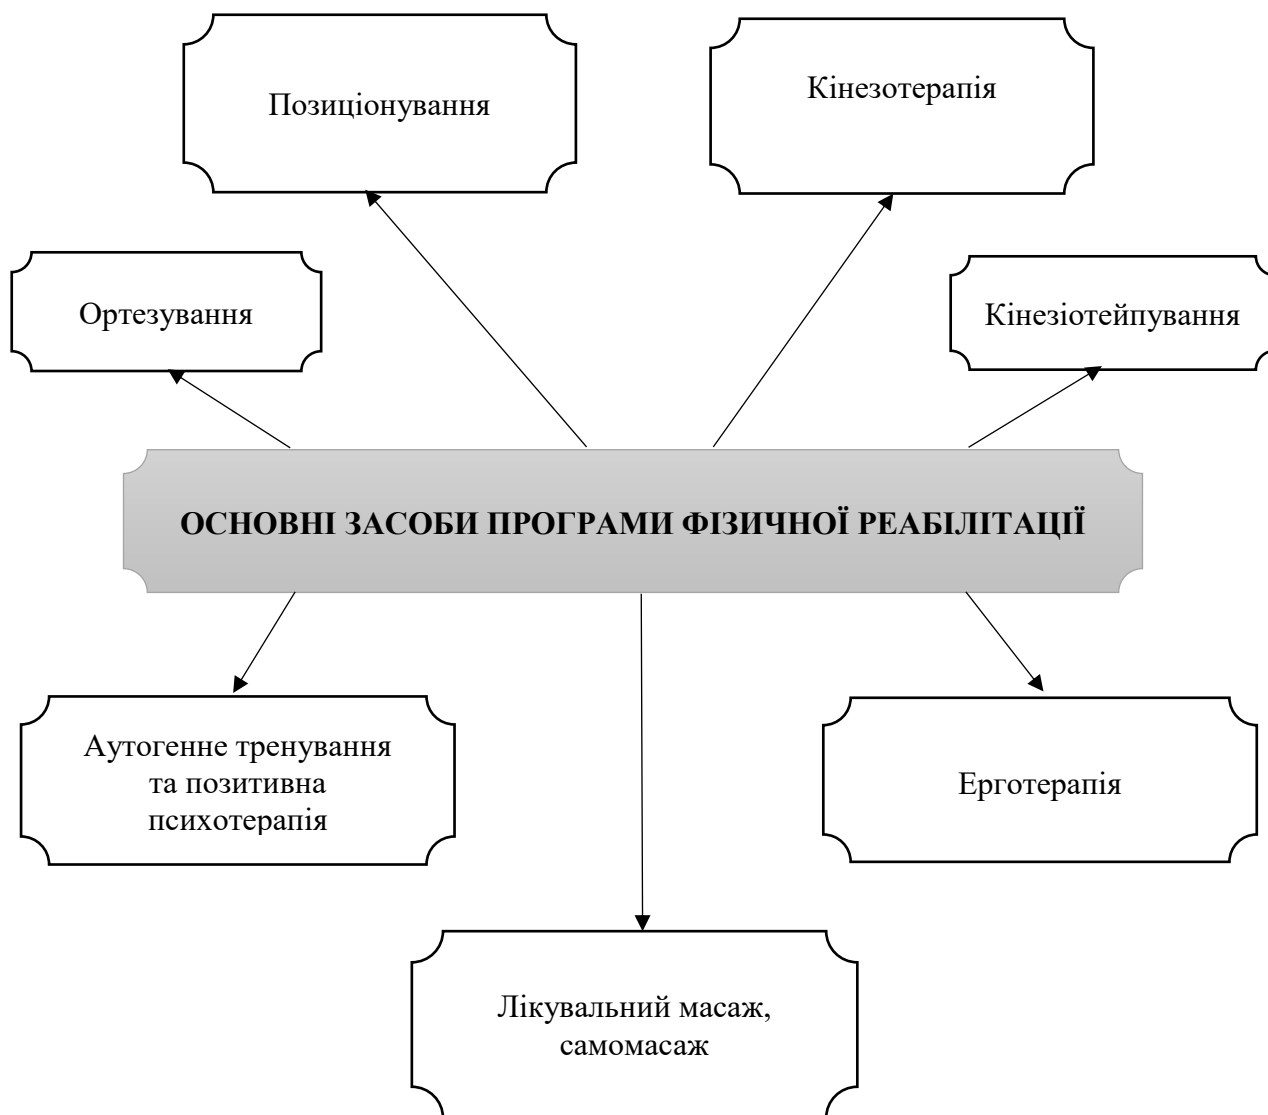 Позиціонування
Кінезотерапія
Ортезування
Кінезіотейпування
ОСНОВНІ ЗАСОБИ ПРОГРАМИ ФІЗИЧНОЇ РЕАБІЛІТАЦІЇ
Аутогенне тренування
та позитивна
психотерапія
Ерготерапія
Лікувальний масаж,
самомасаж